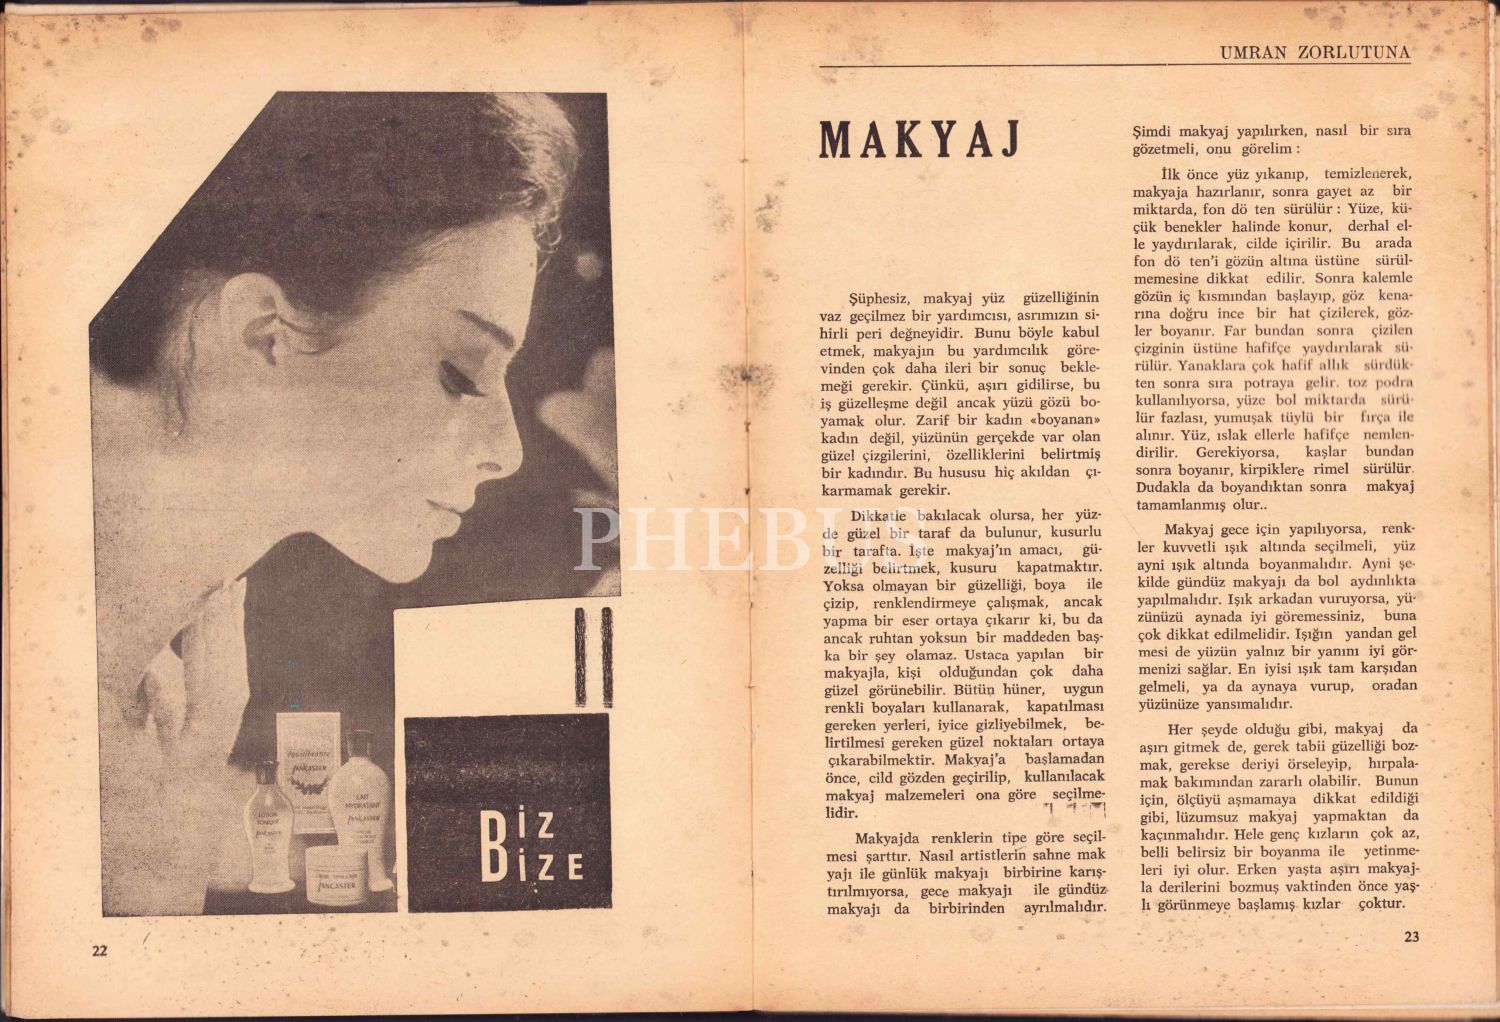 équilibrante
LANCASTER
LOTION
TONIQUE
LANCASTER
LAIT
HYDRATANT
LANCASTER
LANCASTER
BİZ
BİZE
22
PHEBUS
UMRAN ZORLUTUNA
MAKYAJ
Şüphesiz, makyaj yüz güzelliğinin
vaz geçilmez bir yardımcısı, asrımızın si-
hirli peri değneyidir. Bunu böyle kabul
etmek, makyajın bu yardımcılık göre-
vinden çok daha ileri bir sonuç bekle-
meği gerekir. Çünkü, aşırı gidilirse, bu
iş güzelleşme değil ancak yüzü gözü bo-
yamak olur. Zarif bir kadın «boyanan»
kadın değil, yüzünün gerçekde var olan
güzel çizgilerini, özelliklerini belirtmiş
bir kadındır. Bu hususu hiç akıldan çı-
karmamak gerekir.
Dikkatle bakılacak olursa, her yüz-
de güzel bir taraf da bulunur, kusurlu
bir tarafta. İşte makyaj'ın amacı, gü-
zelliği belirtmek, kusuru kapatmaktır.
Yoksa olmayan bir güzelliği, boya ile
çizip, renklendirmeye çalışmak, ancak
yapma bir eser ortaya çıkarır ki, bu da
ancak ruhtan yoksun bir maddeden baş-
ka bir şey olamaz. Ustaca yapılan bir
makyajla, kişi olduğundan çok daha
güzel görünebilir. Bütün hüner, uygun
renkli boyaları kullanarak, kapatılması
gereken yerleri, iyice gizliyebilmek, be-
lirtilmesi gereken güzel noktaları ortaya
çıkarabilmektir. Makyaj'a başlamadan
önce, cild gözden geçirilip, kullanılacak
makyaj malzemeleri ona göre seçilme-
lidir.
Makyajda renklerin tipe göre seçil-
mesi şarttır. Nasıl artistlerin sahne mak
yajı ile günlük makyajı birbirine karış-
tırılmıyorsa, gece makyajı ile gündüz
makyajı da birbirinden ayrılmalıdır.
Şimdi makyaj yapılırken, nasıl bir sıra
gözetmeli, onu görelim :
İlk önce yüz yıkanıp, temizlenerek,
makyaja hazırlanır, sonra gayet az bir
miktarda, fon dö ten sürülür : Yüze, kü-
çük benekler halinde konur, derhal el-
le yaydırılarak, cilde içirilir. Bu arada
fon dö ten'i gözün altına üstüne sürül-
memesine dikkat edilir. Sonra kalemle
gözün iç kısmından başlayıp, göz kena-
rına doğru ince bir hat çizilerek, göz-
ler boyanır. Far bundan sonra çizilen
çizginin üstüne hafifçe yaydırılarak sü-
rülür. Yanaklara çok hafif allık sürdük-
ten sonra sıra potraya gelir. toz podra
kullanılıyorsa, yüze bol miktarda sürü-
lür fazlası, yumuşak tüylü bir fırça ile
alınır. Yüz, ıslak ellerle hafifçe nemlen-
dirilir. Gerekiyorsa, kaşlar bundan
sonra boyanır, kirpiklere rimel sürülür.
Dudakla da boyandıktan sonra makyaj
tamamlanmış olur..
Makyaj gece için yapılıyorsa, renk-
ler kuvvetli ışık altında seçilmeli, yüz
ayni ışık altında boyanmalıdır. Ayni şe-
kilde gündüz makyajı da bol aydınlıkta
yapılmalıdır. Işık arkadan vuruyorsa, yü-
zünüzü aynada iyi göremessiniz, buna
çok dikkat edilmelidir. Işığın yandan gel
mesi de yüzün yalnız bir yanını iyi gör-
menizi sağlar. En iyisi ışık tam karşıdan
gelmeli, ya da aynaya vurup, oradan
yüzünüze yansımalıdır.
Her şeyde olduğu gibi, makyaj da
aşırı gitmek de, gerek tabii güzelliği boz-
mak, gerekse deriyi örseleyip, hırpala-
mak bakımından zararlı olabilir. Bunun
için, ölçüyü aşmamaya dikkat edildiği
gibi, lüzumsuz makyaj yapmaktan da
kaçınmalıdır. Hele genç kızların çok az,
belli belirsiz bir boyanma ile yetinme-
leri iyi olur. Erken yaşta aşırı makyaj-
la derilerini bozmuş vaktinden önce yaş-
lı görünmeye başlamış kızlar çoktur.
23